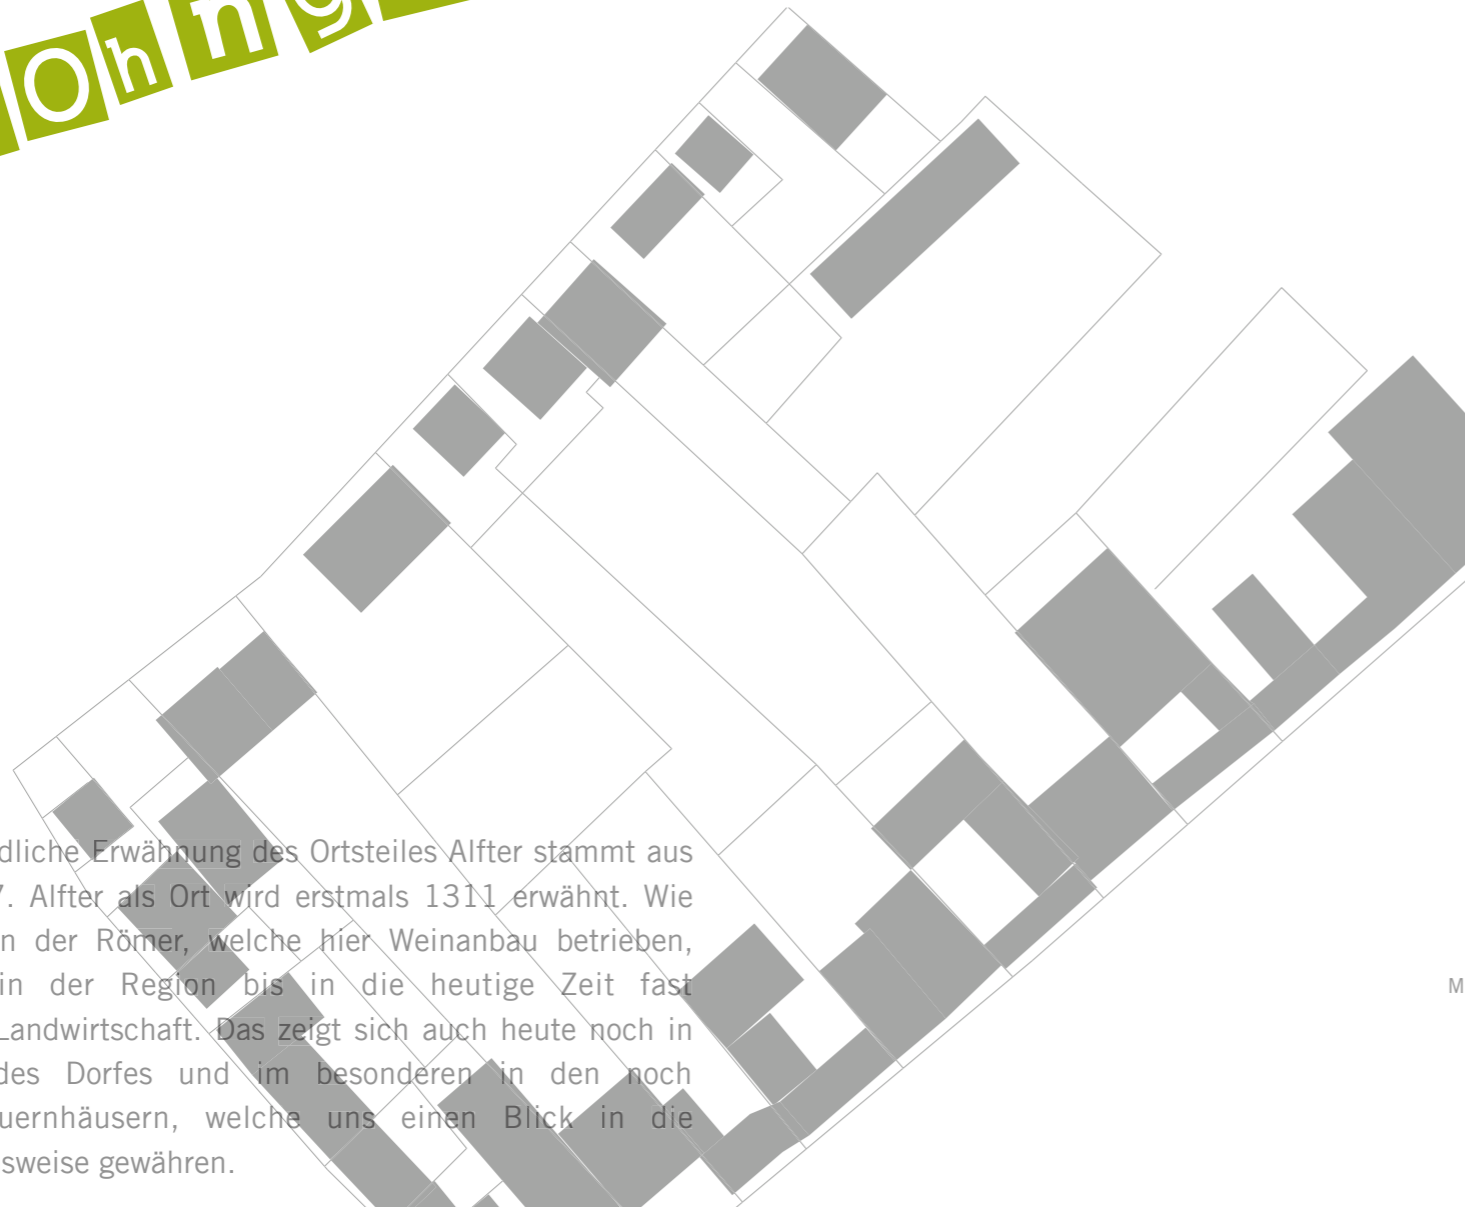 Ohng
dliche Erwähnung des Ortsteiles Alfter stammt aus
7. Alfter als Ort wird erstmals 1311 erwähnt. Wie
n der Römer, welche hier Weinanbau betrieben,
in der Region bis in die heutige Zeit fast
Landwirtschaft. Das zeigt sich auch heute noch in
des Dorfes und im besonderen in den noch
uernhäusern, welche uns einen Blick in die
sweise gewähren.
M